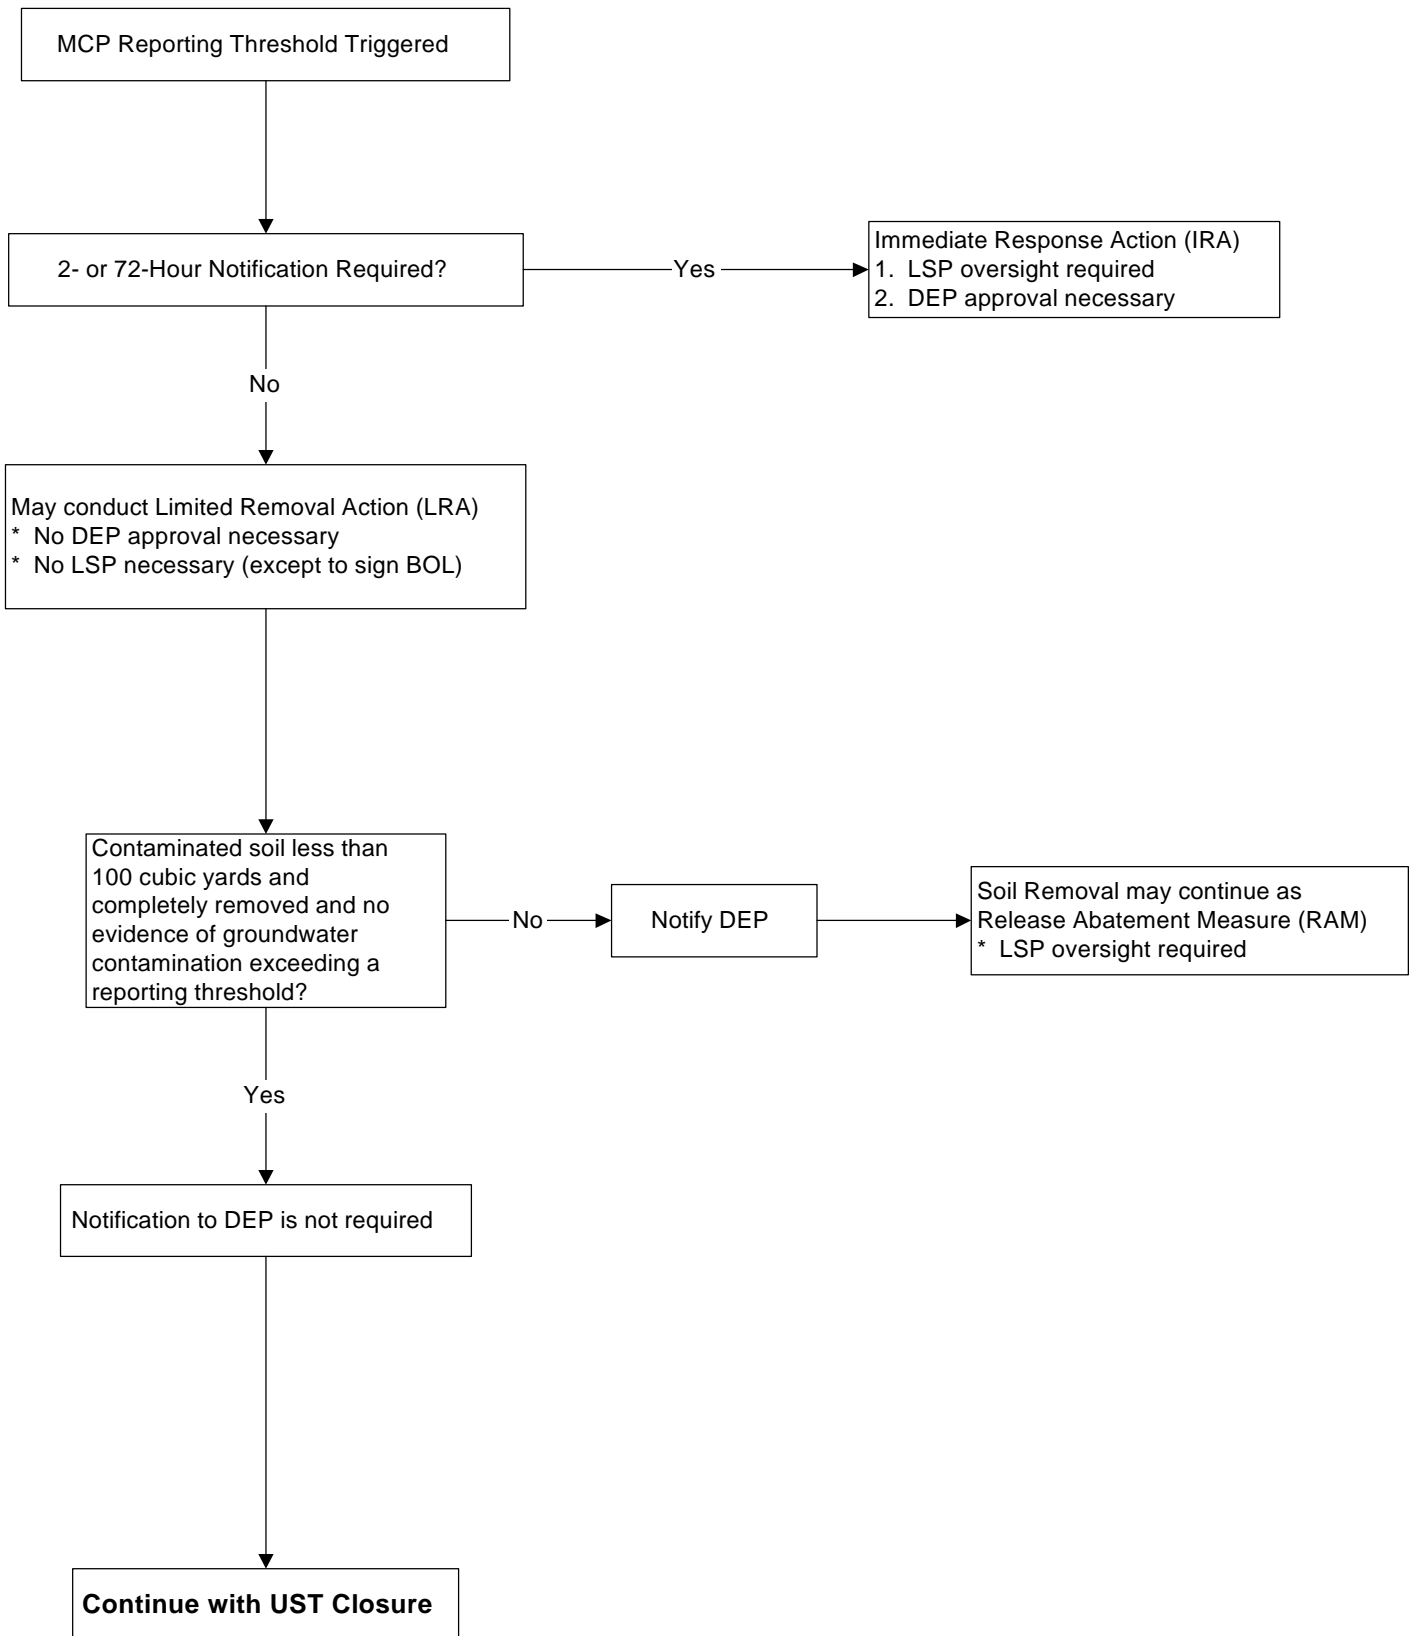 MCP Reporting Threshold Triggered
2- or 72-Hour Notification Required?
Yes
Immediate Response Action (IRA)
1. LSP oversight required
2. DEP approval necessary
No
May conduct Limited Removal Action (LRA)
* No DEP approval necessary
* No LSP necessary (except to sign BOL)
Contaminated soil less than
100 cubic yards and
completely removed and no
evidence of groundwater
contamination exceeding a
reporting threshold?
No
Notify DEP
Soil Removal may continue as
Release Abatement Measure (RAM)
* LSP oversight required
Yes
Notification to DEP is not required
Continue with UST Closure